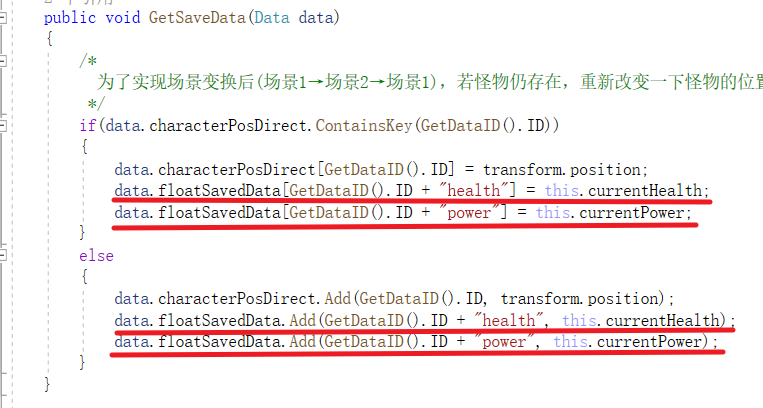 public void GetSaveData(Data data)
{
/*
为了实现场景变换后(场景1→场景2→场景1)，若怪物仍存在，重新改变一下怪物的位置
*/
if(data.characterPosDirect.ContainsKey(GetDataID().ID))
{
data.characterPosDirect[GetDataID().ID] = transform.position;
data.floatSavedData[GetDataID().ID + "health"] = this.currentHealth;
data.floatSavedData[GetDataID().ID + "power"] = this.currentPower;
}
else
{
data.characterPosDirect.Add(GetDataID().ID, transform.position);
data.floatSavedData.Add(GetDataID().ID + "health", this.currentHealth);
data.floatSavedData.Add(GetDataID().ID + "power", this.currentPower);
}
}